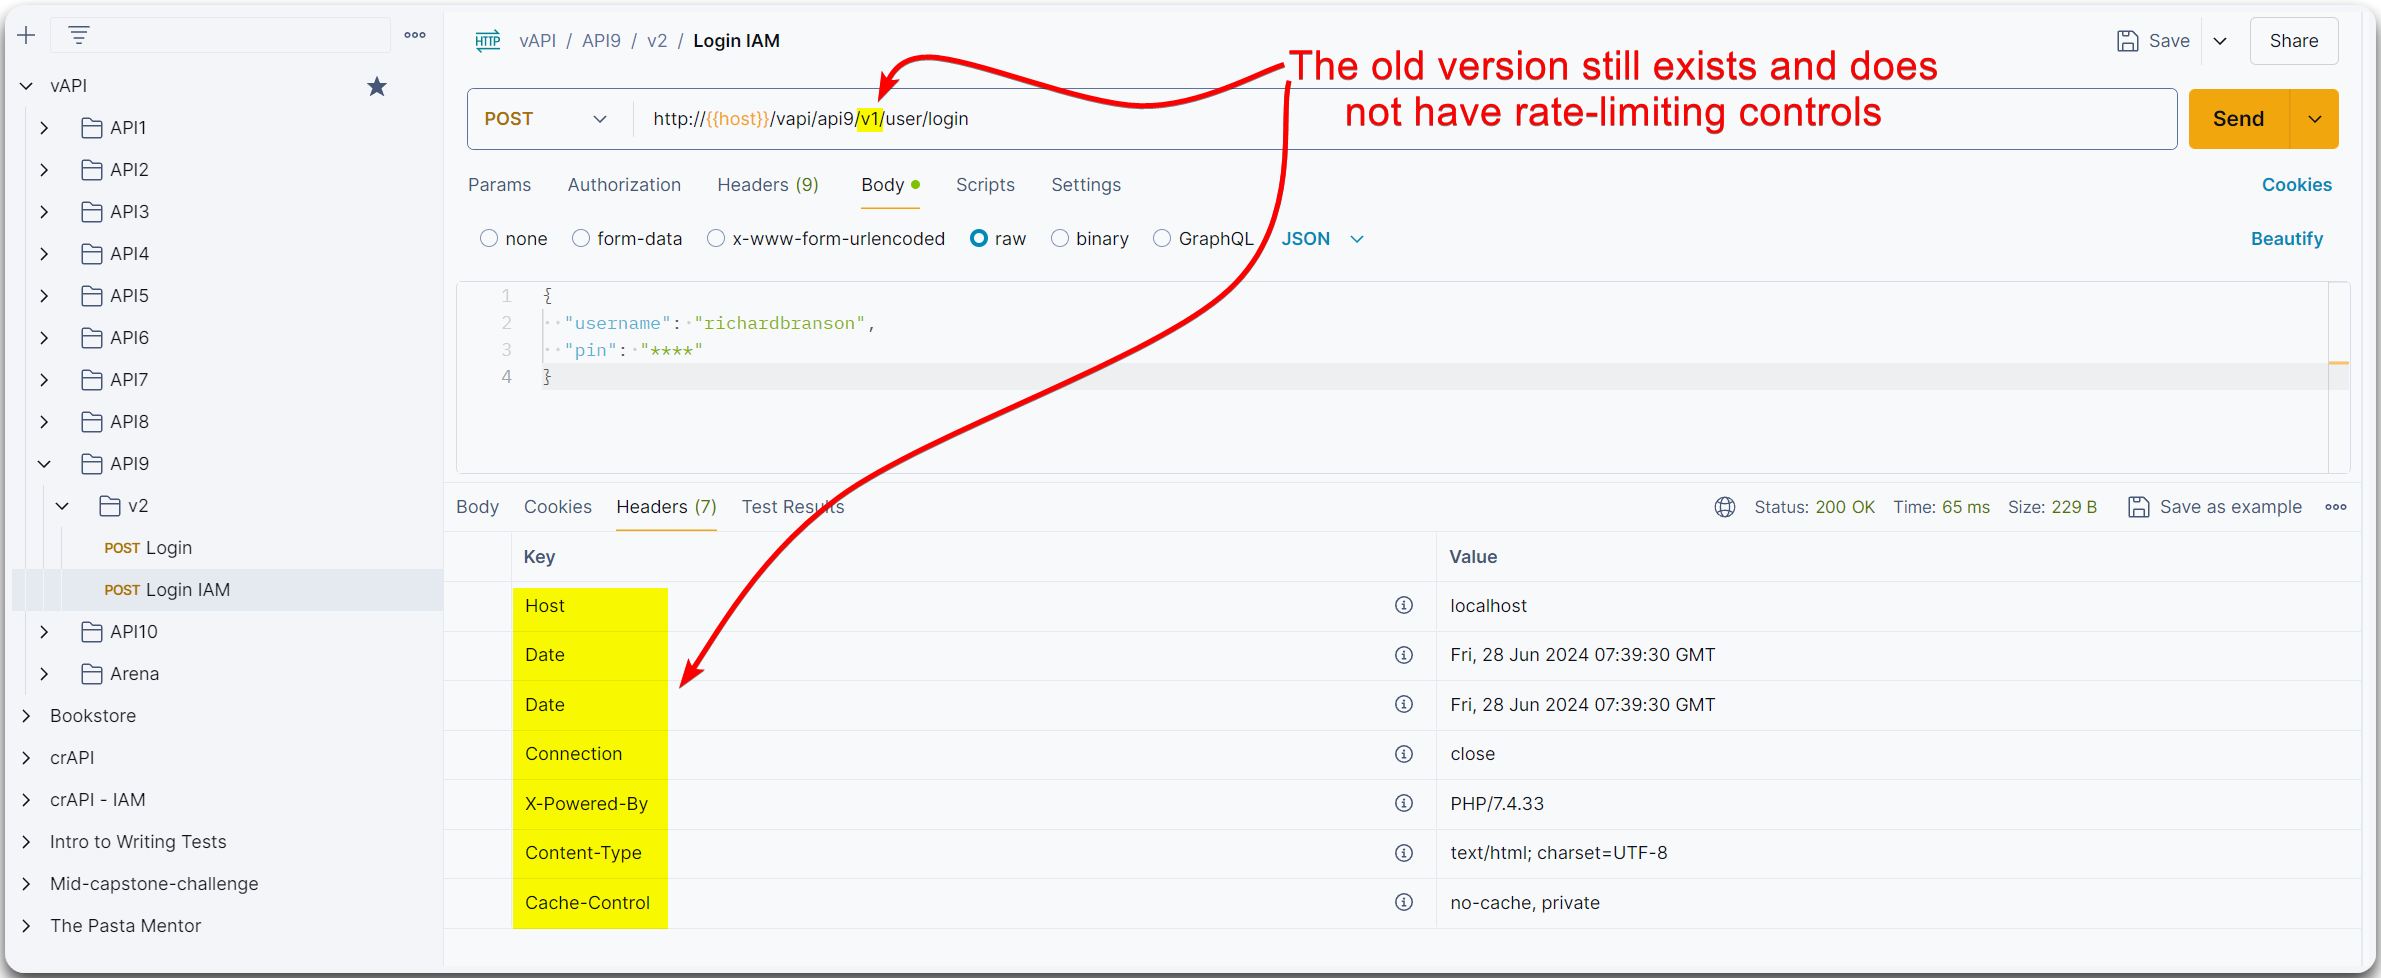 vAPI / API9 / v2 / Login IAM
Save
Share
The old version still exists and does
not have rate-limiting controls
vAPI
API1
API2
API3
API4
API5
API6
API7
API8
API9
v2
POST Login
POST Login IAM
API10
Arena
Bookstore
crAPI
crAPI - IAM
Intro to Writing Tests
Mid-capstone-challenge
The Pasta Mentor
HTTP
POST
http://{{host}}/vapi/api9/v1/user/login
Send
Params Authorization Headers (9) Body Scripts Settings Cookies
none form-data x-www-form-urlencoded raw binary GraphQL JSON Beautify
1 {
2 "username": "richardbranson",
3 "pin": "****"
4 }
Body Cookies Headers (7) Test Results Status: 200 OK Time: 65 ms Size: 229 B Save as example
Key Value
Host localhost
Date Fri, 28 Jun 2024 07:39:30 GMT
Date Fri, 28 Jun 2024 07:39:30 GMT
Connection close
X-Powered-By PHP/7.4.33
Content-Type text/html; charset=UTF-8
Cache-Control no-cache, private